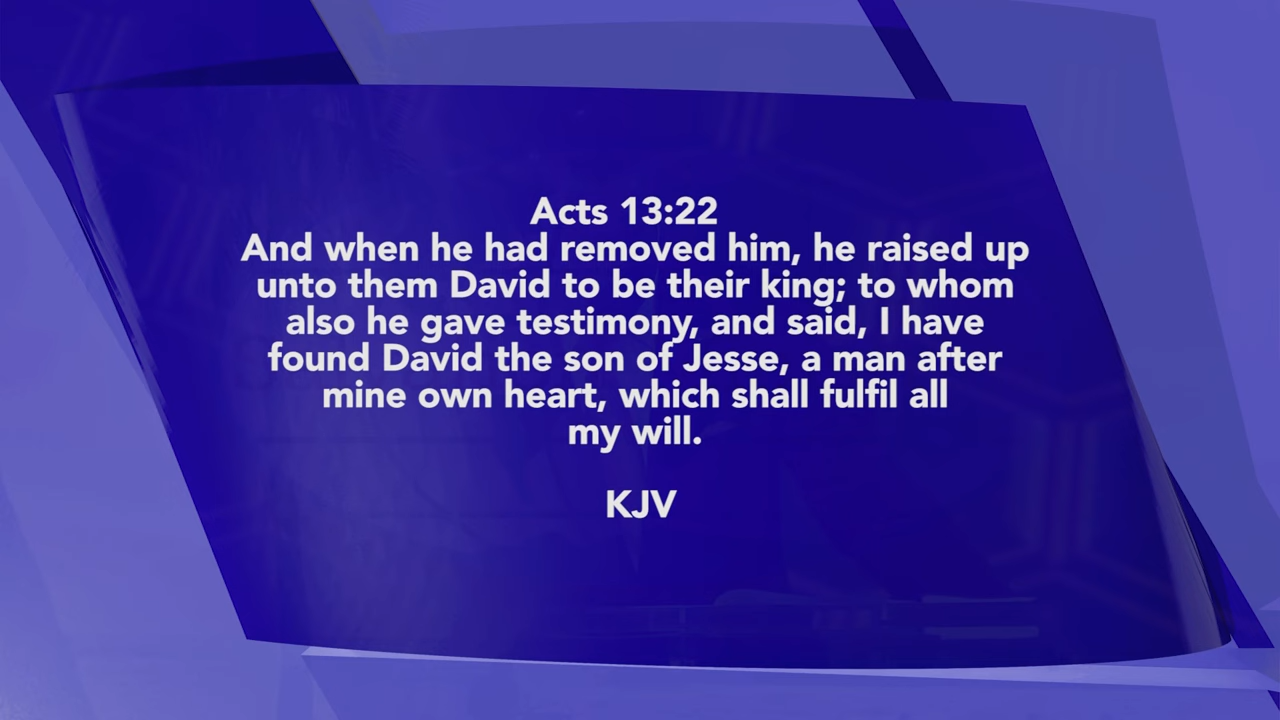 Acts 13:22
And when he had removed him, he raised up
unto them David to be their king; to whom
also he gave testimony, and said, I have
found David the son of Jesse, a man after
mine own heart, which shall fulfil all
my will.
KJV